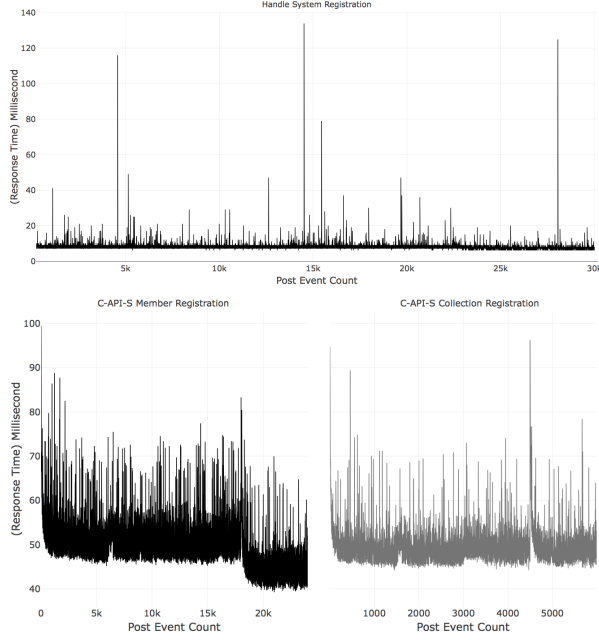 Handle System Registration
140
120
100
80
60
40
20
0
(Response Time) Millisecond
5k 10k 15k 20k 25k 30k
Post Event Count
C-API-S Member Registration
100
90
80
70
60
50
40
(Response Time) Millisecond
0 5k 10k 15k 20k
Post Event Count
C-API-S Collection Registration
1000 2000 3000 4000 5000
Post Event Count